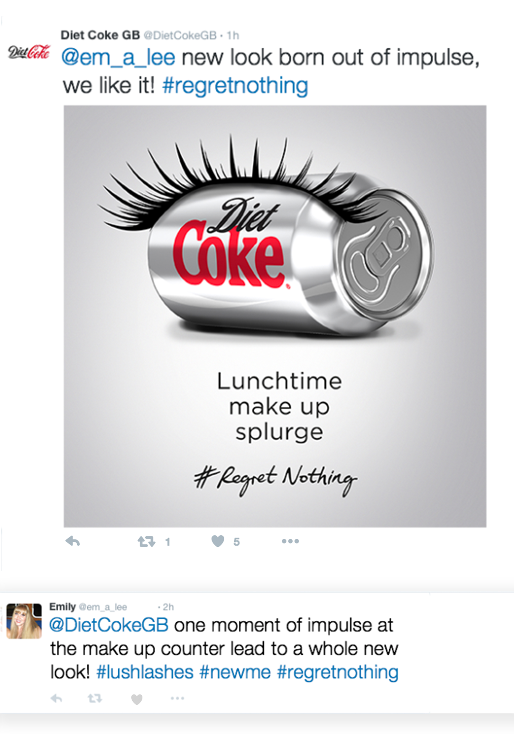 Diet Coke GB @DietCokeGB · 1h
Diet Coke
@em_a_lee new look born out of impulse,
we like it! #regretnothing
Diet
Coke
Lunchtime
make up
splurge
#Regret Nothing
1 5
Emily @em_a_lee · 2h
@DietCokeGB one moment of impulse at
the make up counter lead to a whole new
look! #lushlashes #newme #regretnothing